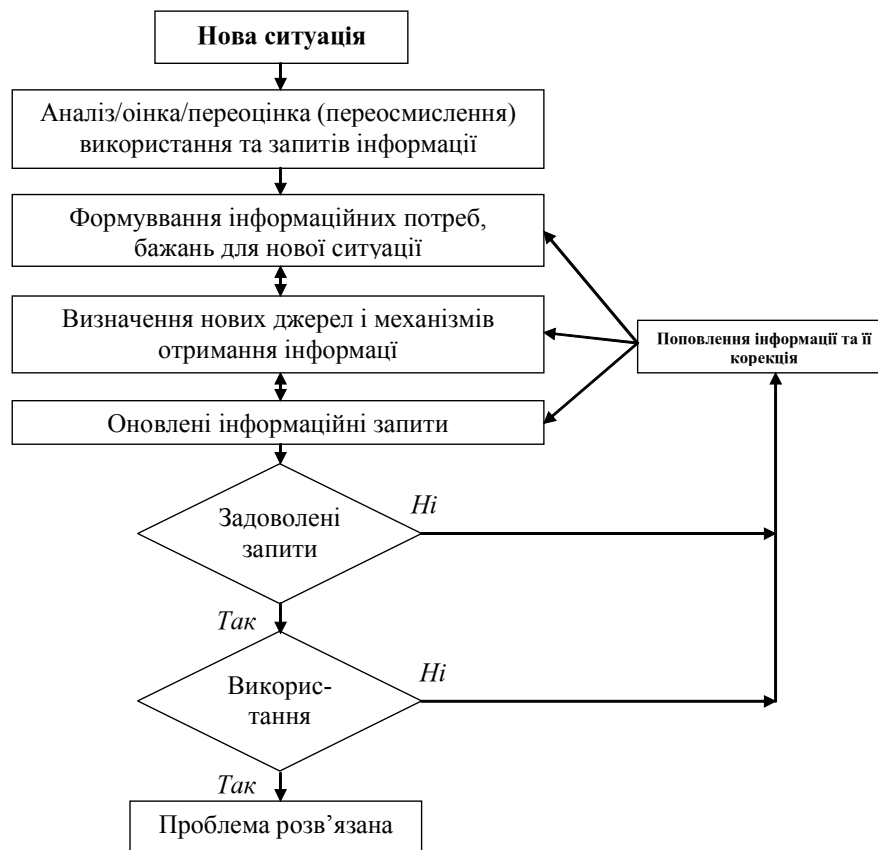 Нова ситуація
Аналіз/оінка/переоцінка (переосмислення)
використання та запитів інформації
Формуввання інформаційних потреб,
бажань для нової ситуації
Визначення нових джерел і механізмів
отримання інформаці
Поповлення інформації та її
корекція
Оновлені інформаційні запити
Задоволені
запити
Ні
Так
Викорис-
тання
Ні
Так
Проблема розв’язана